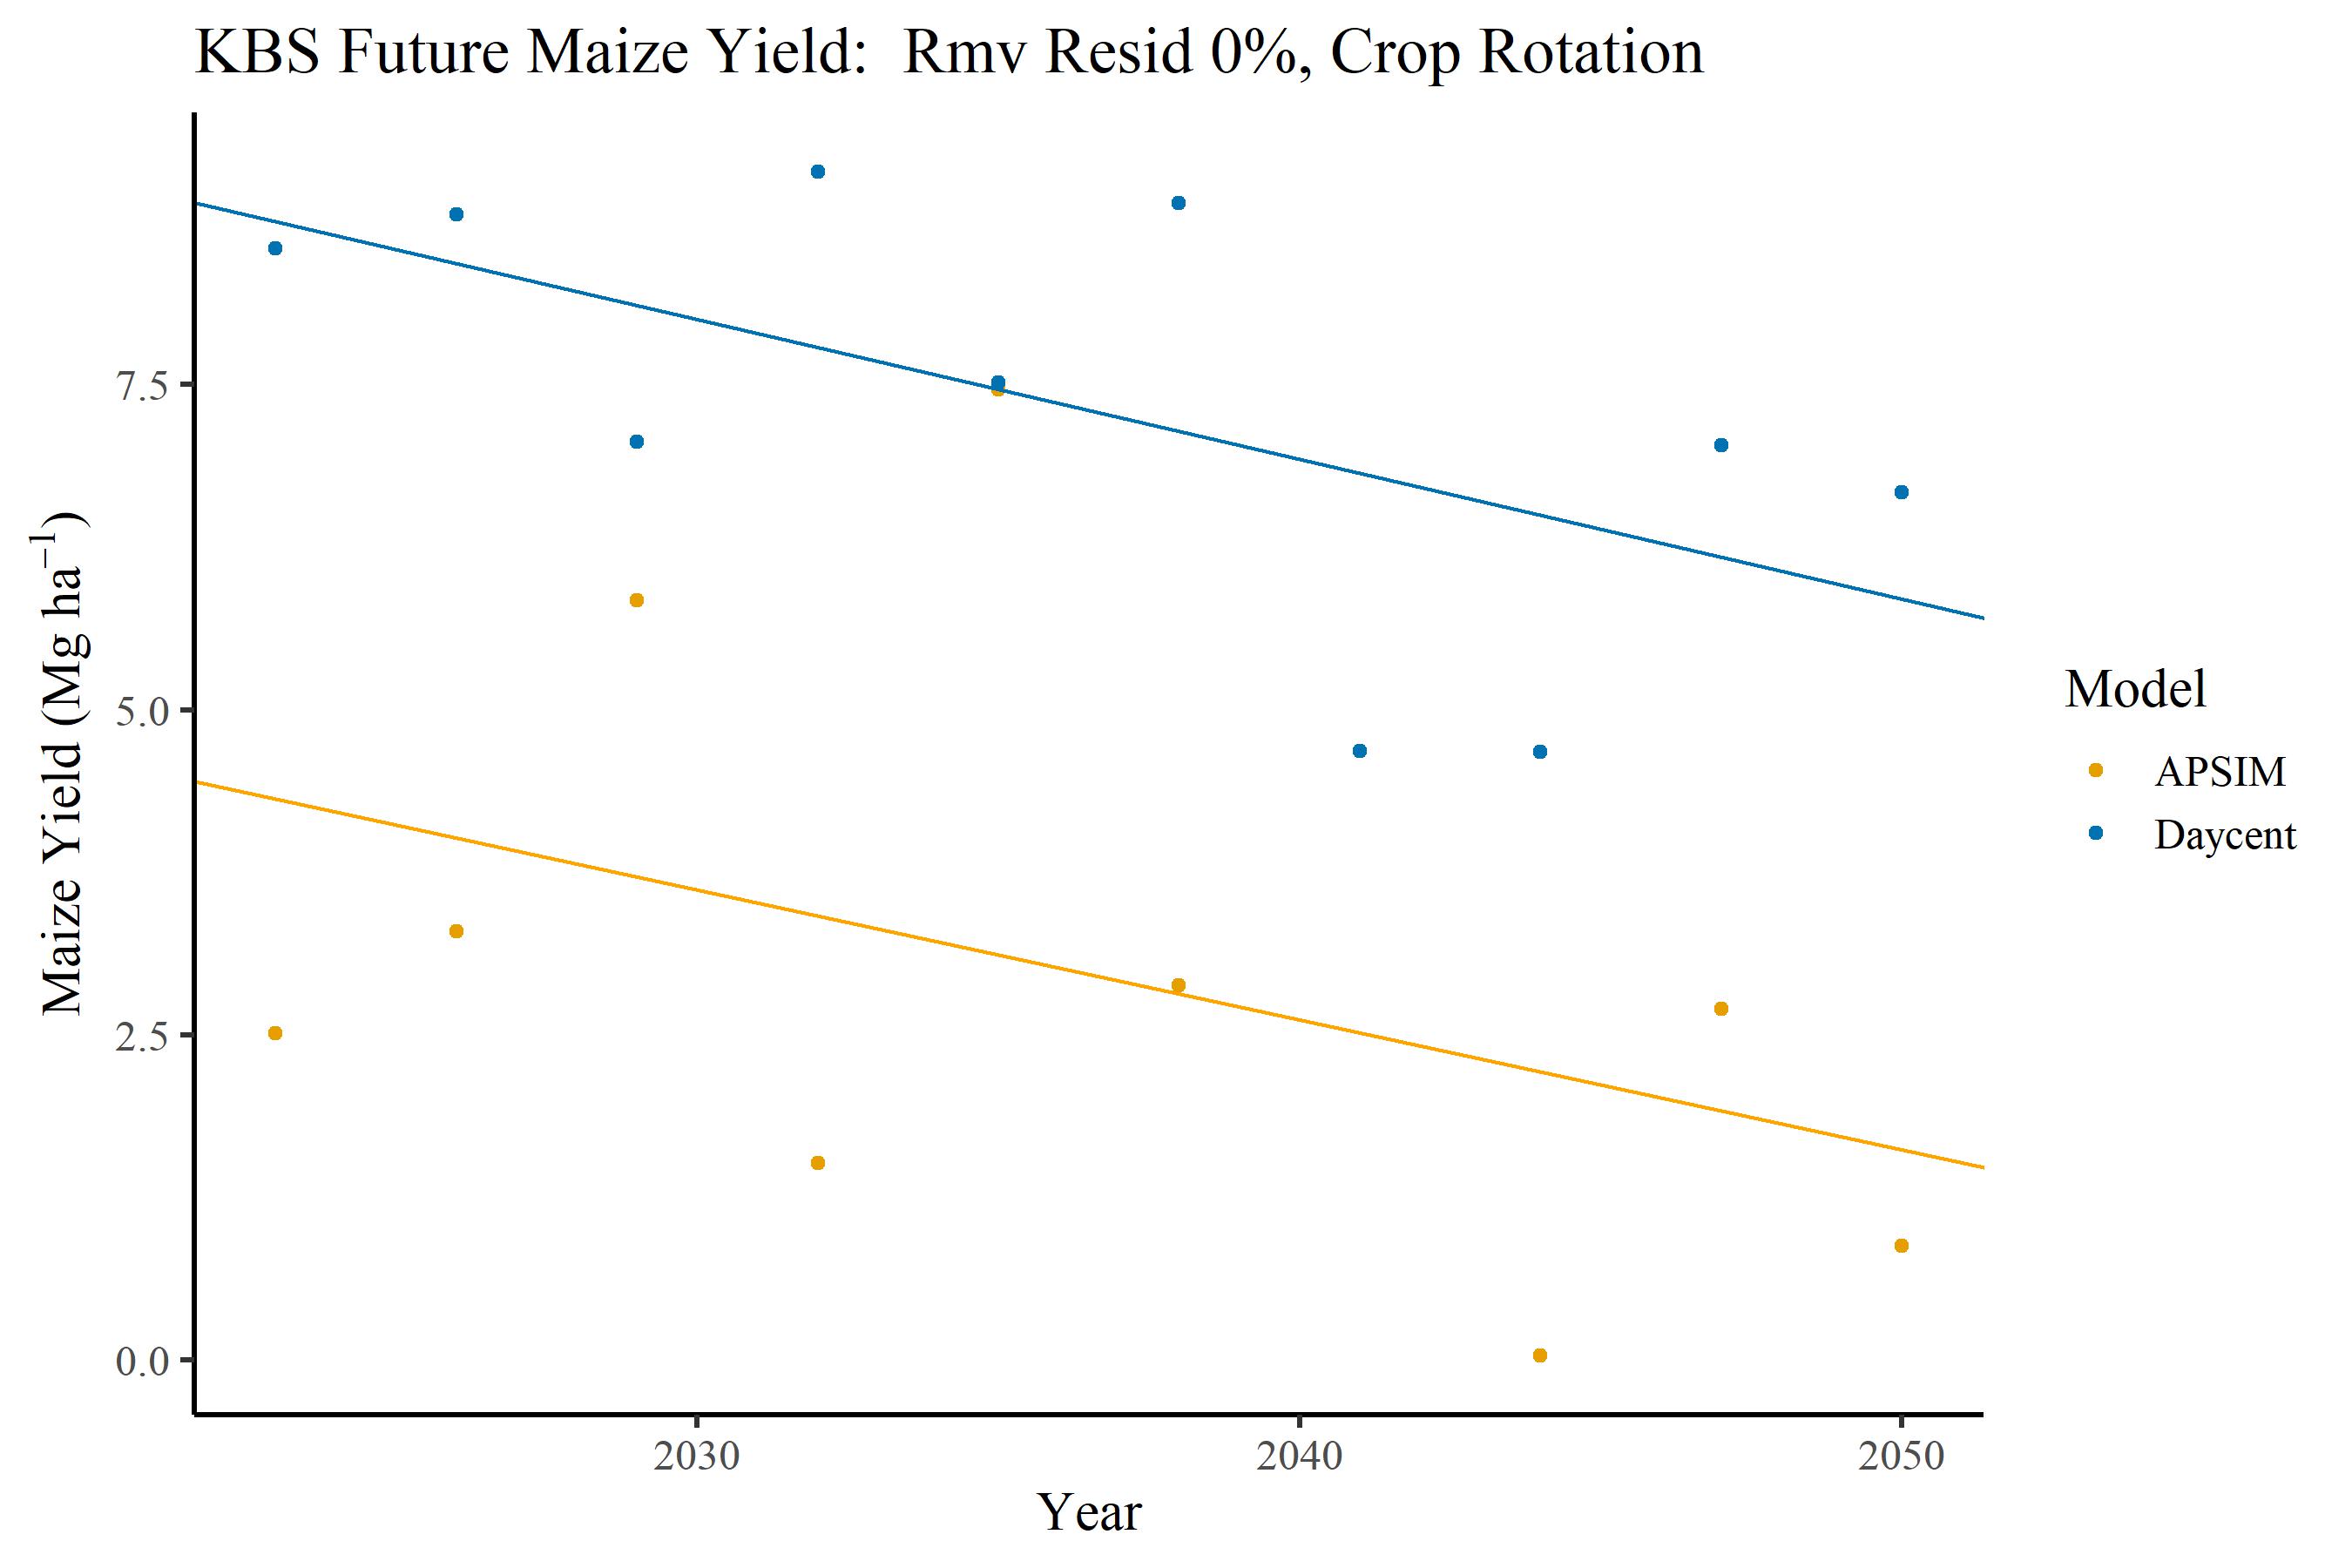 KBS Future Maize Yield:  Rmv Resid 0%, Crop Rotation
Maize Yield (Mg ha⁻¹)
7.5
5.0
2.5
0.0
2030
2040
2050
Year
Model
APSIM
Daycent